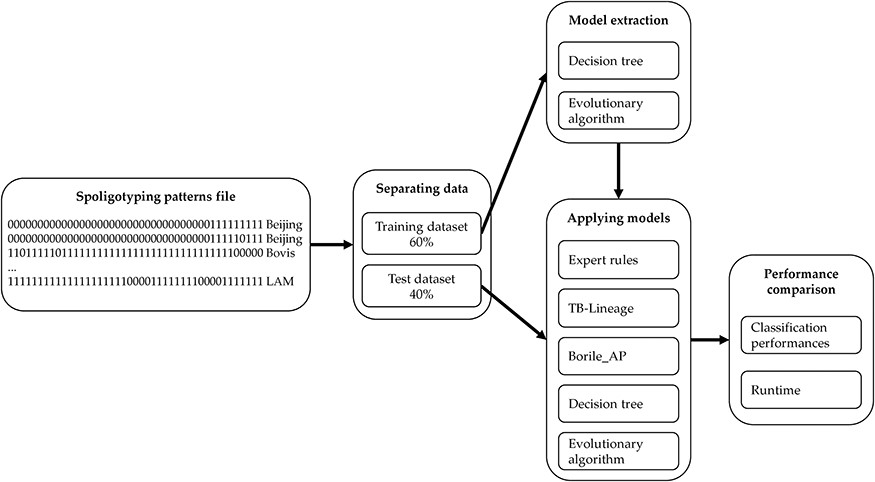 Spoligotyping patterns file
0000000000000000000000000000000000111111111 Beijing
0000000000000000000000000000000000111110111 Beijing
1101111101111111111111111111111111111100000 Bovis
...
1111111111111111111100001111111100001111111 LAM
Separating data
Training dataset
60%
Test dataset
40%
Model extraction
Decision tree
Evolutionary
algorithm
Applying models
Expert rules
TB-Lineage
Borile_AP
Decision tree
Evolutionary
algorithm
Performance
comparison
Classification
performances
Runtime